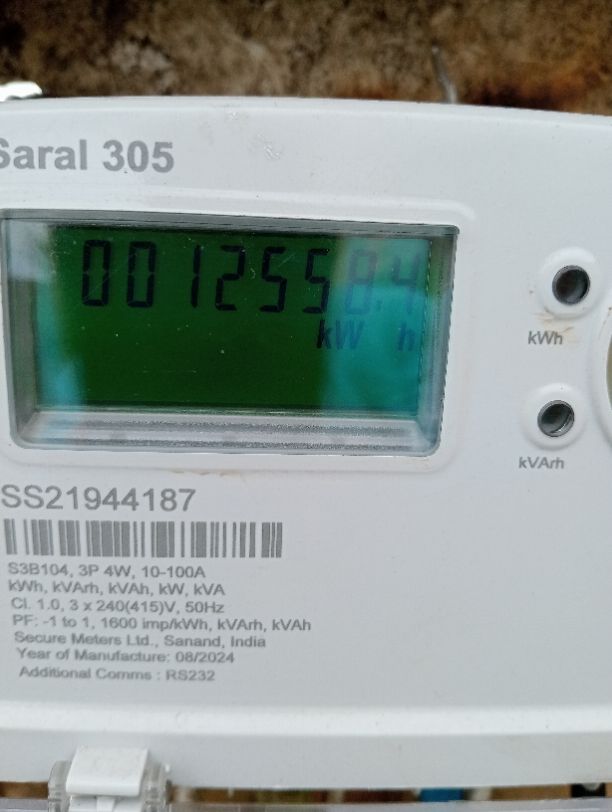 Saral 305
0012558.4
kW h
kWh
kVArh
SS21944187
S3B104, 3P 4W, 10-100A
kWh, kVArh, kVAh, kW, kVA
Cl. 1.0, 3 x 240(415)V, 50Hz
PF: -1 to 1, 1600 imp/kWh, kVArh, kVAh
Secure Meters Ltd., Sanand, India
Year of Manufacture: 08/2024
Additional Comms : RS232